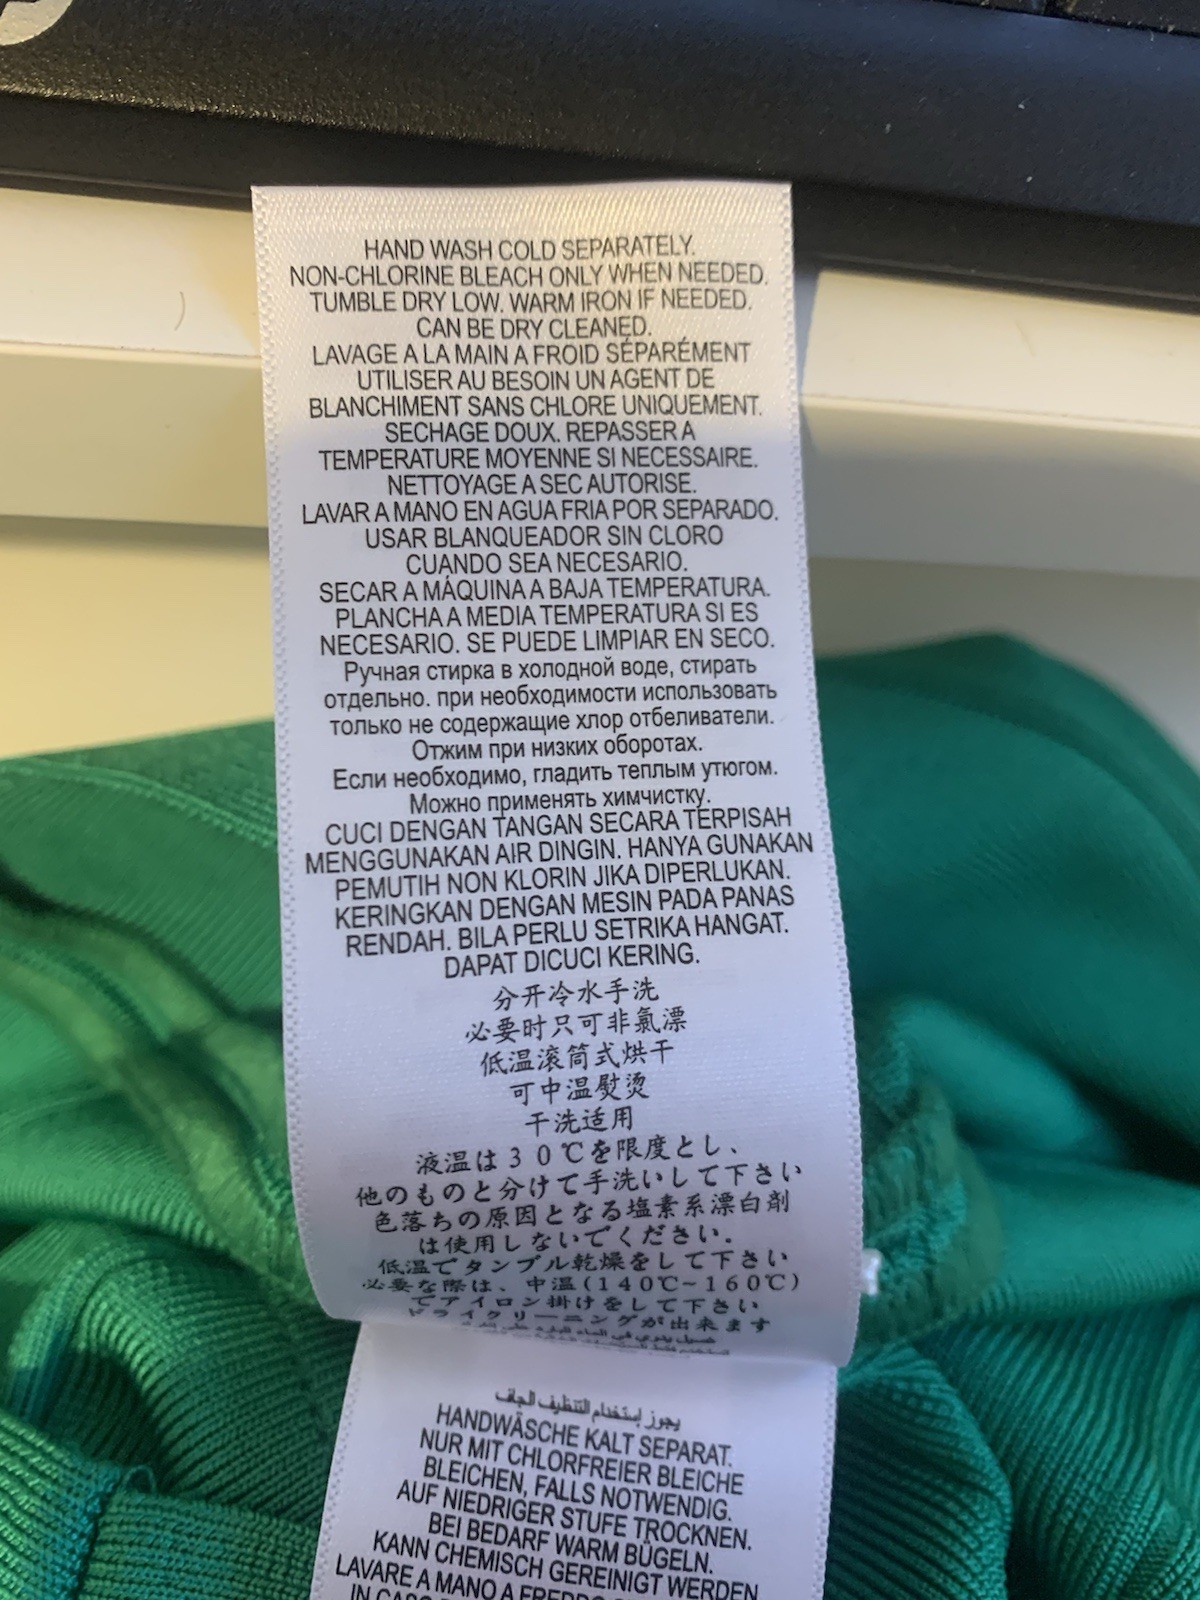 HAND WASH COLD SEPARATELY.
NON-CHLORINE BLEACH ONLY WHEN NEEDED.
TUMBLE DRY LOW. WARM IRON IF NEEDED.
CAN BE DRY CLEANED.
LAVAGE A LA MAIN A FROID SÉPARÉMENT
UTILISER AU BESOIN UN AGENT DE
BLANCHIMENT SANS CHLORE UNIQUEMENT.
SECHAGE DOUX. REPASSER A
TEMPERATURE MOYENNE SI NECESSAIRE.
NETTOYAGE A SEC AUTORISE.
LAVAR A MANO EN AGUA FRIA POR SEPARADO.
USAR BLANQUEADOR SIN CLORO
CUANDO SEA NECESARIO.
SECAR A MÁQUINA A BAJA TEMPERATURA.
PLANCHA A MEDIA TEMPERATURA SI ES
NECESARIO. SE PUEDE LIMPIAR EN SECO.
Ручная стирка в холодной воде, стирать
отдельно. при необходимости использовать
только не содержащие хлор отбеливатели.
Отжим при низких оборотах.
Если необходимо, гладить теплым утюгом.
Можно применять химчистку.
CUCI DENGAN TANGAN SECARA TERPISAH
MENGGUNAKAN AIR DINGIN. HANYA GUNAKAN
PEMUTIH NON KLORIN JIKA DIPERLUKAN.
KERINGKAN DENGAN MESIN PADA PANAS
RENDAH. BILA PERLU SETRIKA HANGAT.
DAPAT DICUCI KERING.
分开冷水手洗
必要时只可非氯漂
低温滚筒式烘干
可中温熨烫
干洗适用
液温は30℃を限度とし、
他のものと分けて手洗いして下さい
色落ちの原因となる塩素系漂白剤
は使用しないでください。
低温でタンブル乾燥をして下さい
必要な際は、中温(140℃~160℃)
でアイロン掛けをして下さい
ドライクリーニングが出来ます
يجوز إستخدام التنظيف الجاف
HANDWÄSCHE KALT SEPARAT.
NUR MIT CHLORFREIER BLEICHE
BLEICHEN, FALLS NOTWENDIG.
AUF NIEDRIGER STUFE TROCKNEN.
BEI BEDARF WARM BÜGELN.
KANN CHEMISCH GEREINIGT WERDEN
LAVARE A MANO A FREDDO
IN CASO